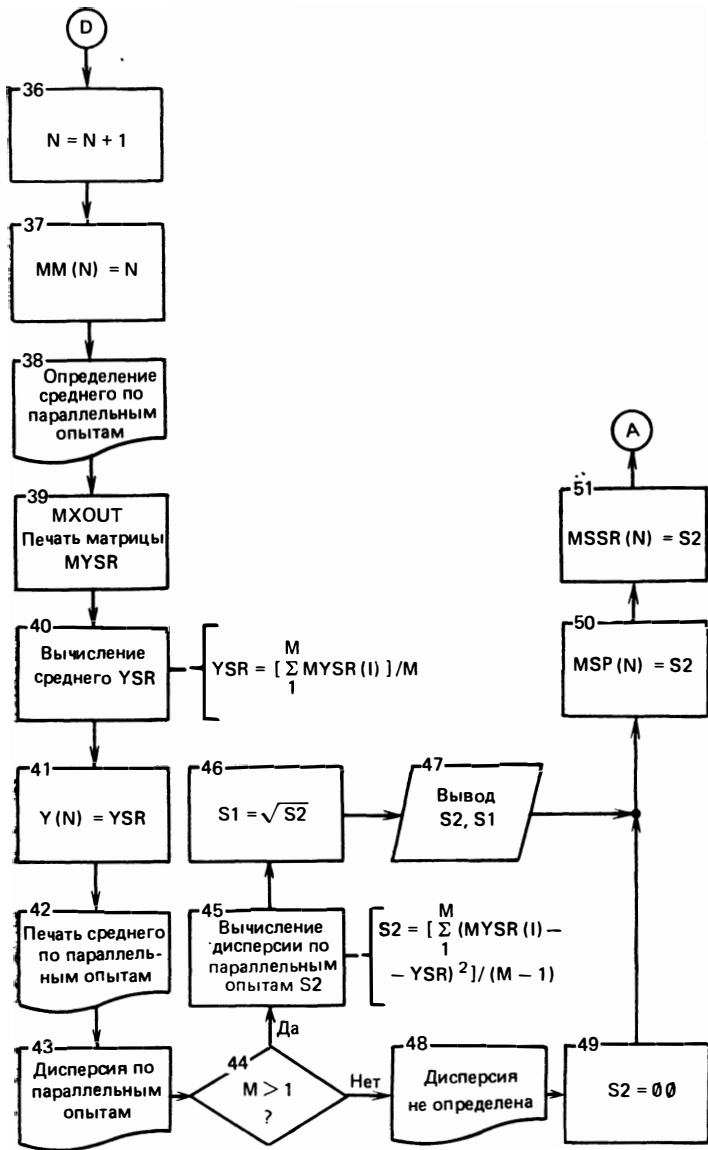 D
36
N = N + 1
37
MM (N) = N
38
Определение
среднего по
параллельным
опытам
39
MXOUT
Печать матрицы
MYSR
40
Вычисление
среднего YSR
M
YSR = [ Σ MYSR (I) ] /M
1
41
Y (N) = YSR
42
Печать среднего
по параллель-
ным опытам
43
Дисперсия по
параллельным
опытам
44
M > 1
?
Да
Нет
45
Вычисление
дисперсии по
параллельным
опытам S2
M
S2 = [ Σ (MYSR (I) –
1
– YSR) ²] / (M – 1)
46
S1 = √S2
47
Вывод
S2, S1
48
Дисперсия
не определена
49
S2 = 0̸0̸
50
MSP (N) = S2
51
MSSR (N) = S2
A